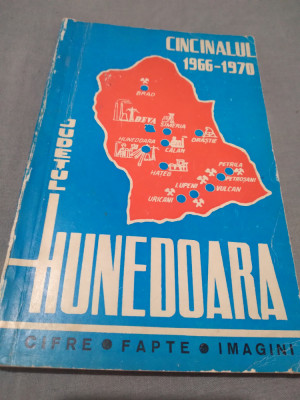 CINCINALUL
1966-1970
JUDEȚUL
BRAD
DEVA
SIMERIA
ORĂȘTIE
HUNEDOARA
CĂLAN
HAȚEG
PETRILA
PETROȘANI
LUPENI
VULCAN
URICANI
HUNEDOARA
CIFRE • FAPTE • IMAGINI